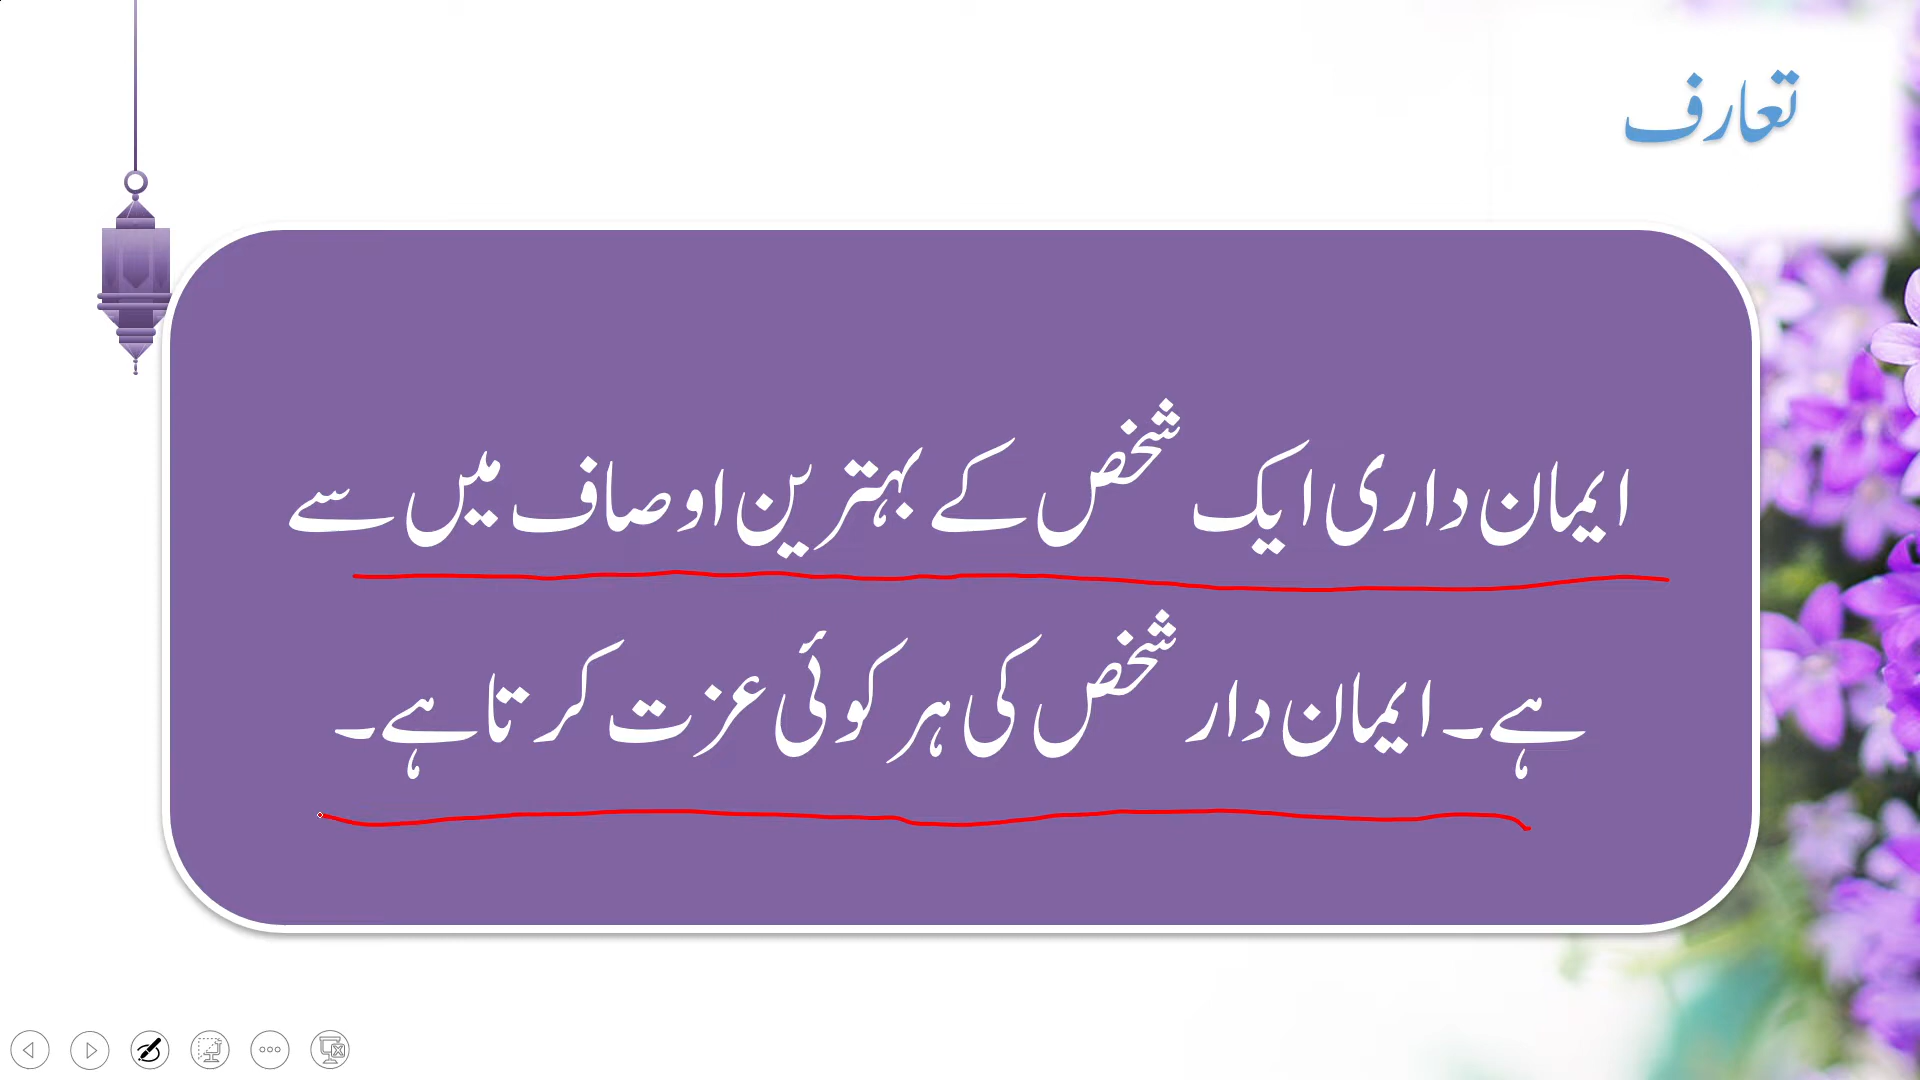 تعارف
ایمان داری ایک شخص کے بہترین اوصاف میں سے
ہے۔ ایمان دار شخص کی ہر کوئی عزت کرتا ہے۔